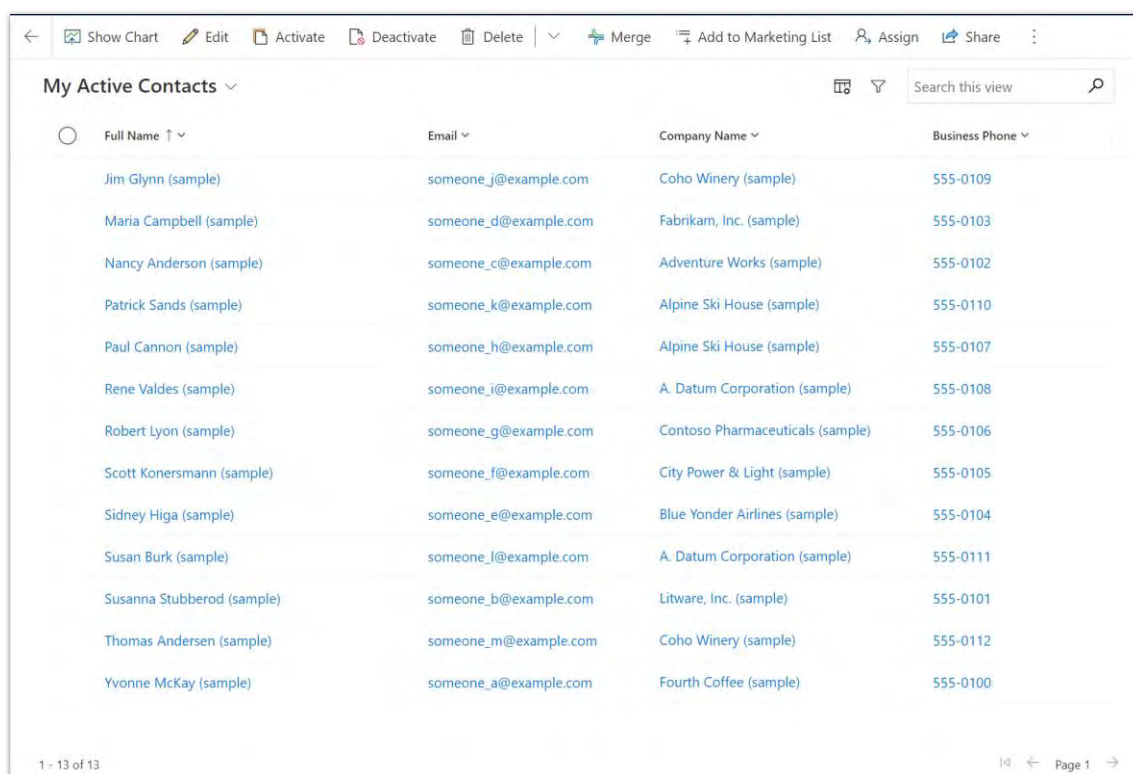 Show Chart Edit Activate Deactivate Delete Merge Add to Marketing List Assign Share
My Active Contacts Search this view
Full Name Email Company Name Business Phone
Jim Glynn (sample) someone_j@example.com Coho Winery (sample) 555-0109
Maria Campbell (sample) someone_d@example.com Fabrikam, Inc. (sample) 555-0103
Nancy Anderson (sample) someone_c@example.com Adventure Works (sample) 555-0102
Patrick Sands (sample) someone_k@example.com Alpine Ski House (sample) 555-0110
Paul Cannon (sample) someone_h@example.com Alpine Ski House (sample) 555-0107
Rene Valdes (sample) someone_i@example.com A. Datum Corporation (sample) 555-0108
Robert Lyon (sample) someone_g@example.com Contoso Pharmaceuticals (sample) 555-0106
Scott Konersmann (sample) someone_f@example.com City Power & Light (sample) 555-0105
Sidney Higa (sample) someone_e@example.com Blue Yonder Airlines (sample) 555-0104
Susan Burk (sample) someone_l@example.com A. Datum Corporation (sample) 555-0111
Susanna Stubberod (sample) someone_b@example.com Litware, Inc. (sample) 555-0101
Thomas Andersen (sample) someone_m@example.com Coho Winery (sample) 555-0112
Yvonne McKay (sample) someone_a@example.com Fourth Coffee (sample) 555-0100
1 - 13 of 13 Page 1